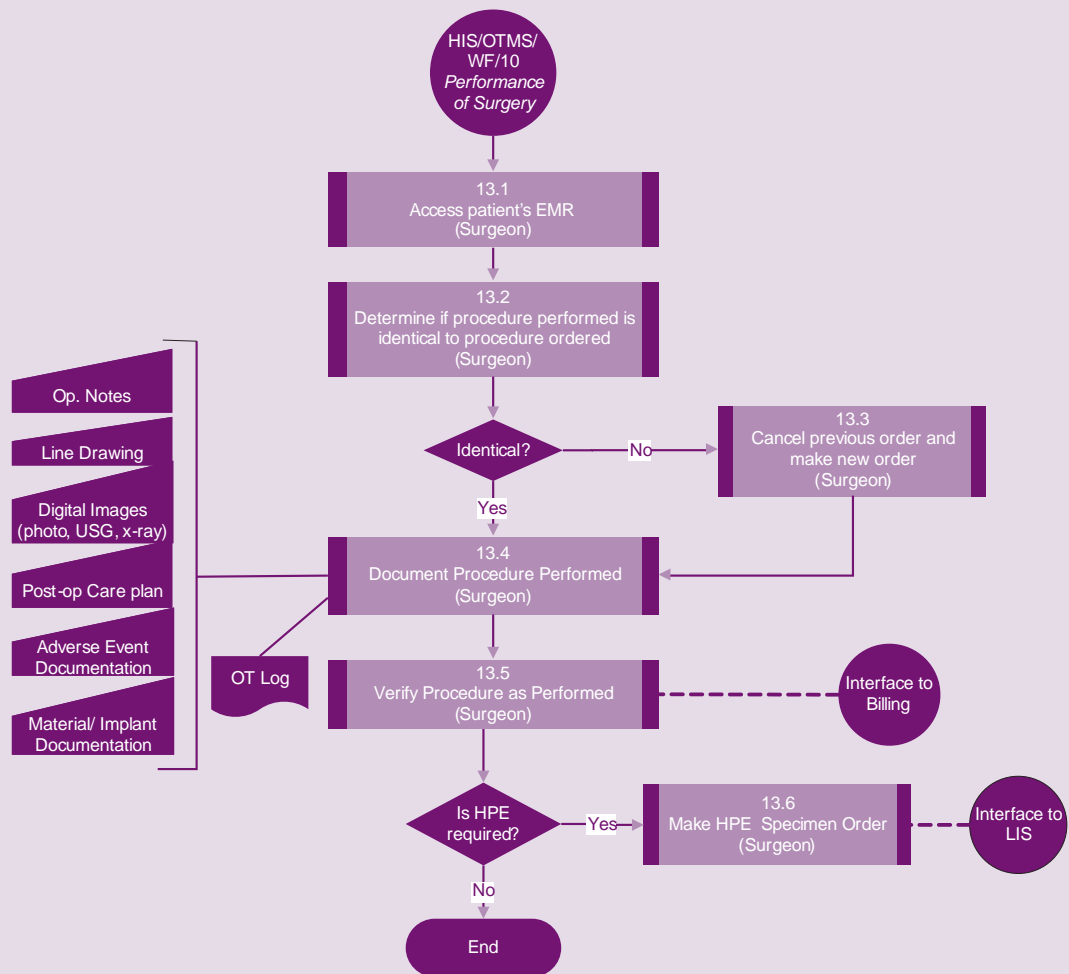 HIS/OTMS/
WF/10
Performance
of Surgery
13.1
Access patient's EMR
(Surgeon)
13.2
Determine if procedure performed is
identical to procedure ordered
(Surgeon)
Identical?
No
13.3
Cancel previous order and
make new order
(Surgeon)
Yes
Op. Notes
Line Drawing
Digital Images
(photo, USG, x-ray)
Post-op Care plan
Adverse Event
Documentation
Material/ Implant
Documentation
13.4
Document Procedure Performed
(Surgeon)
OT Log
13.5
Verify Procedure as Performed
(Surgeon)
Interface to
Billing
Is HPE
required?
Yes
13.6
Make HPE Specimen Order
(Surgeon)
Interface to
LIS
No
End